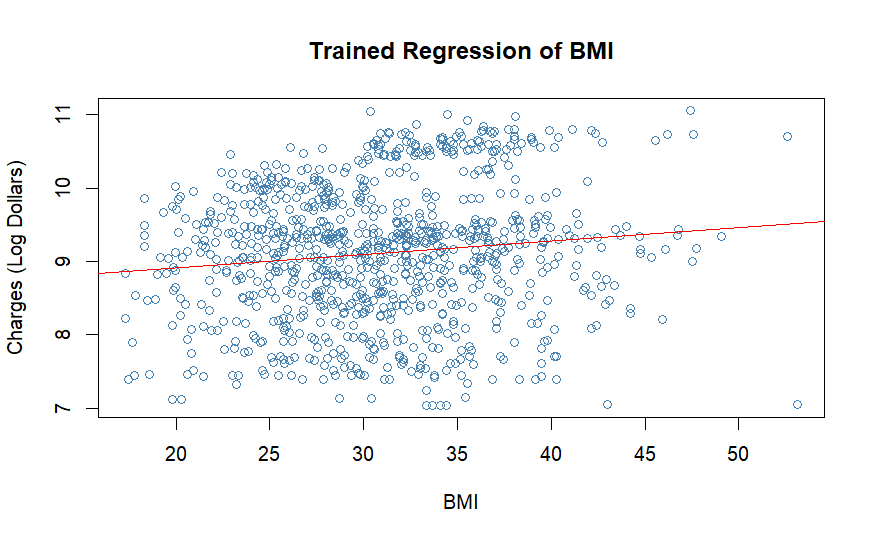 Trained Regression of BMI
Charges (Log Dollars)
11
10
9
8
7
20 25 30 35 40 45 50
BMI